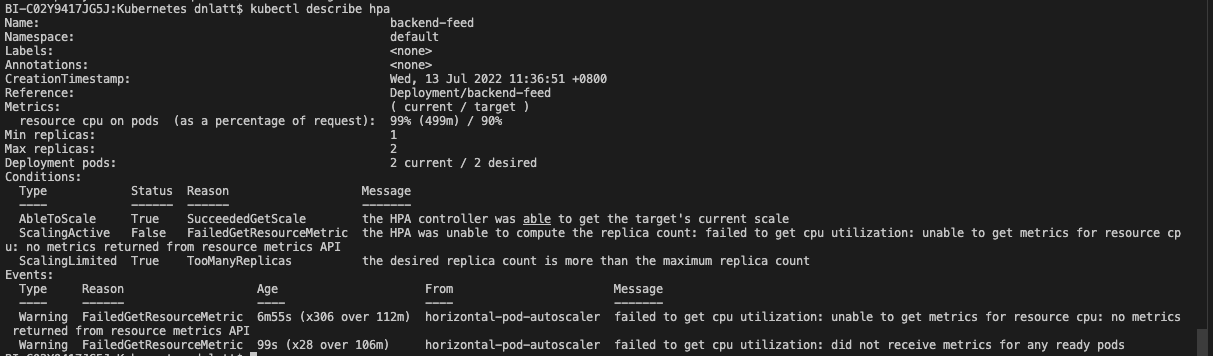 BI-C02Y9417JG5J:Kubernetes dnlatt$ kubectl describe hpa
Name:                                                  backend-feed
Namespace:                                             default
Labels:                                                <none>
Annotations:                                           <none>
CreationTimestamp:                                     Wed, 13 Jul 2022 11:36:51 +0800
Reference:                                             Deployment/backend-feed
Metrics:                                               ( current / target )
  resource cpu on pods  (as a percentage of request):  99% (499m) / 90%
Min replicas:                                          1
Max replicas:                                          2
Deployment pods:                                       2 current / 2 desired
Conditions:
  Type            Status  Reason                   Message
  ----            ------  ------                   -------
  AbleToScale     True    SucceededGetScale        the HPA controller was able to get the target's current scale
  ScalingActive   False   FailedGetResourceMetric  the HPA was unable to compute the replica count: failed to get cpu utilization: unable to get metrics for resource cp
u: no metrics returned from resource metrics API
  ScalingLimited  True    TooManyReplicas          the desired replica count is more than the maximum replica count
Events:
  Type     Reason                   Age                     From                       Message
  ----     ------                   ----                    ----                       -------
  Warning  FailedGetResourceMetric  6m55s (x306 over 112m)  horizontal-pod-autoscaler  failed to get cpu utilization: unable to get metrics for resource cpu: no metrics
 returned from resource metrics API
  Warning  FailedGetResourceMetric  99s (x28 over 106m)     horizontal-pod-autoscaler  failed to get cpu utilization: did not receive metrics for any ready pods
BI-C02Y9417JG5J:Kubernetes dnlatt$